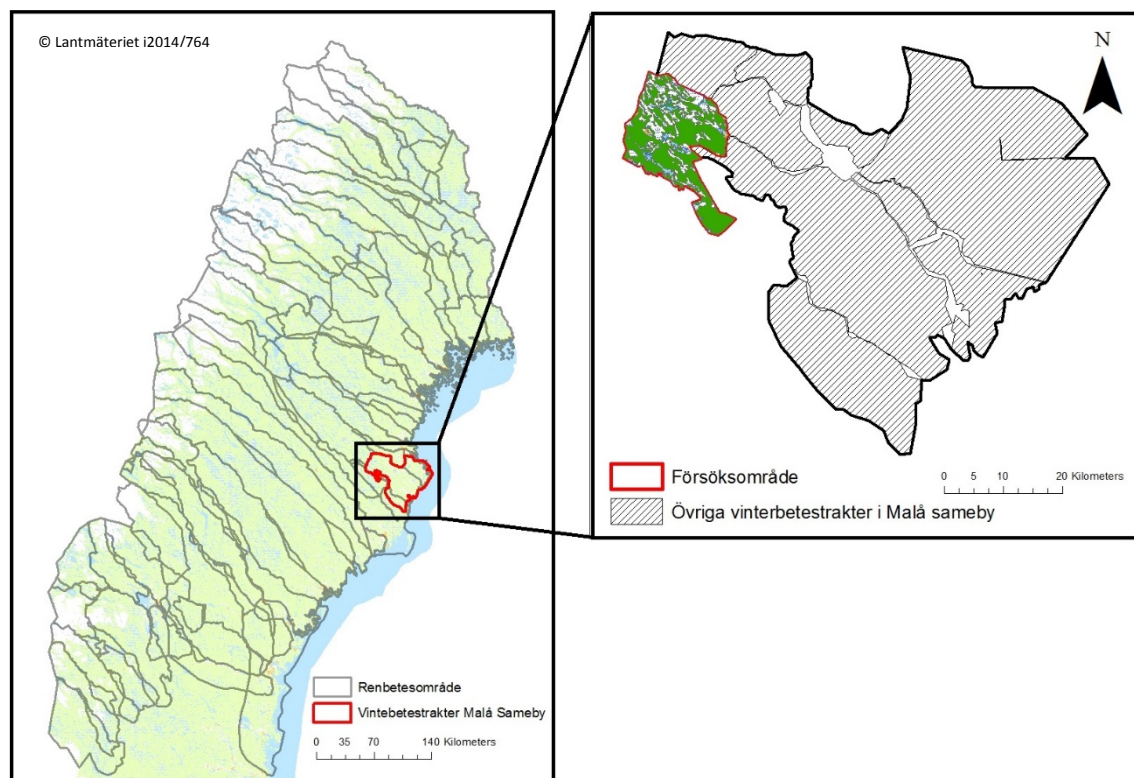 © Lantmäteriet i2014/764
Renbetesområde
Vintebetestrakter Malå Sameby
0 35 70 140 Kilometers
N
Försöksområde
Övriga vinterbetestrakter i Malå sameby
0 5 10 20 Kilometers